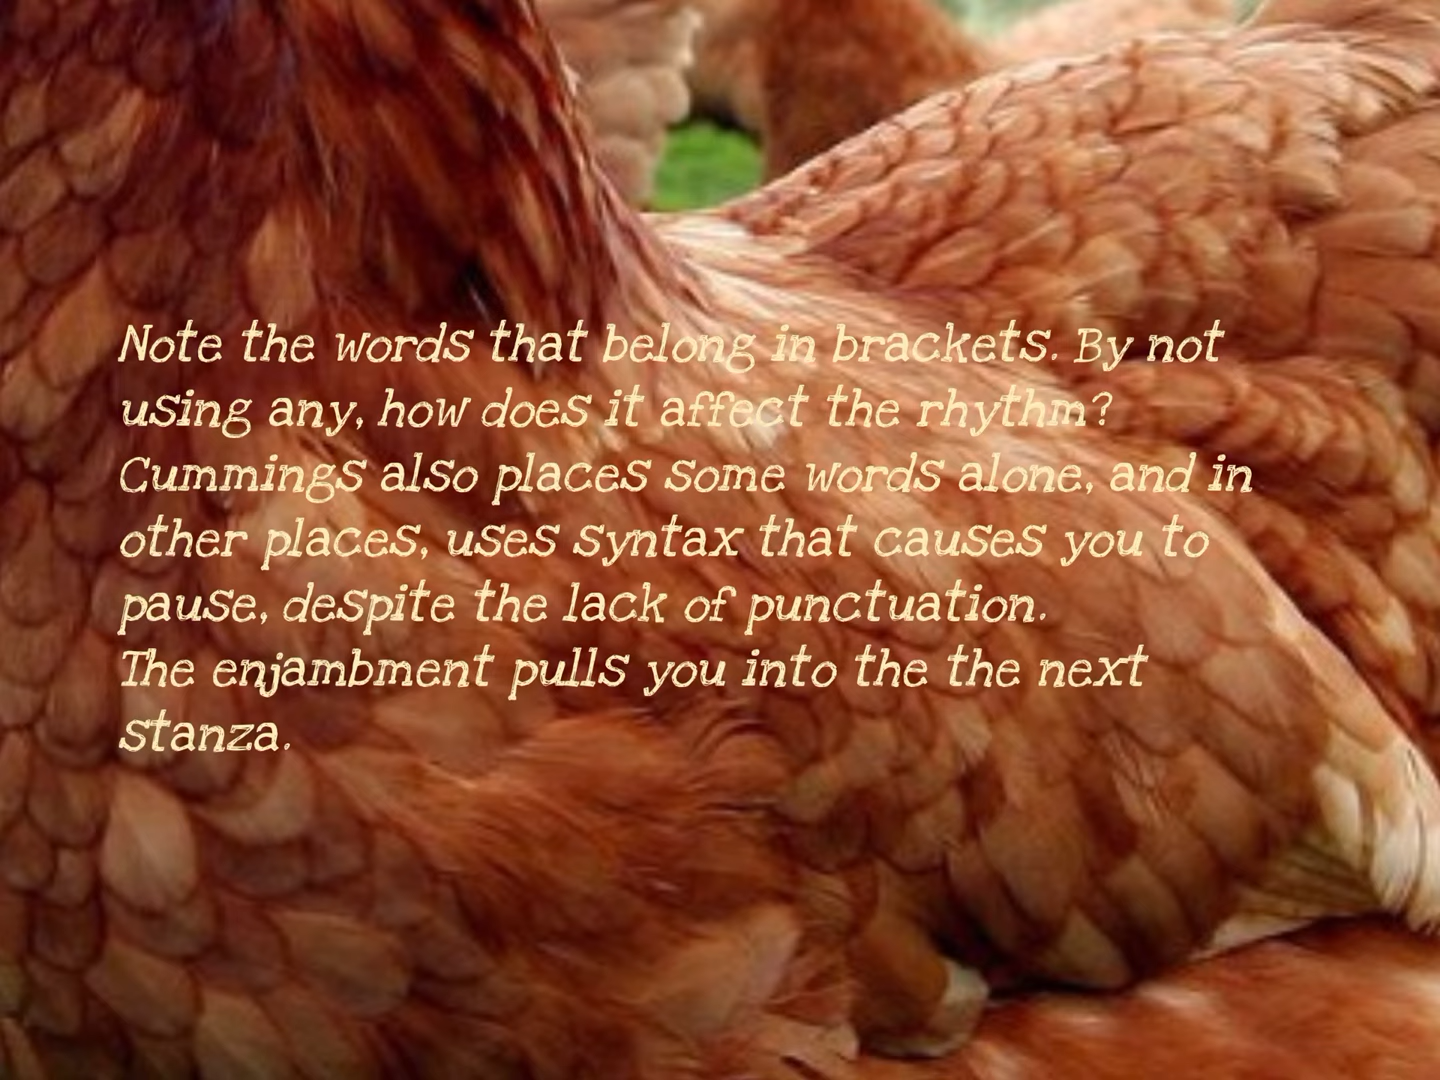 Note the words that belong in brackets. By not
using any, how does it affect the rhythm?
Cummings also places some words alone, and in
other places, uses syntax that causes you to
pause, despite the lack of punctuation.
The enjambment pulls you into the the next
stanza.